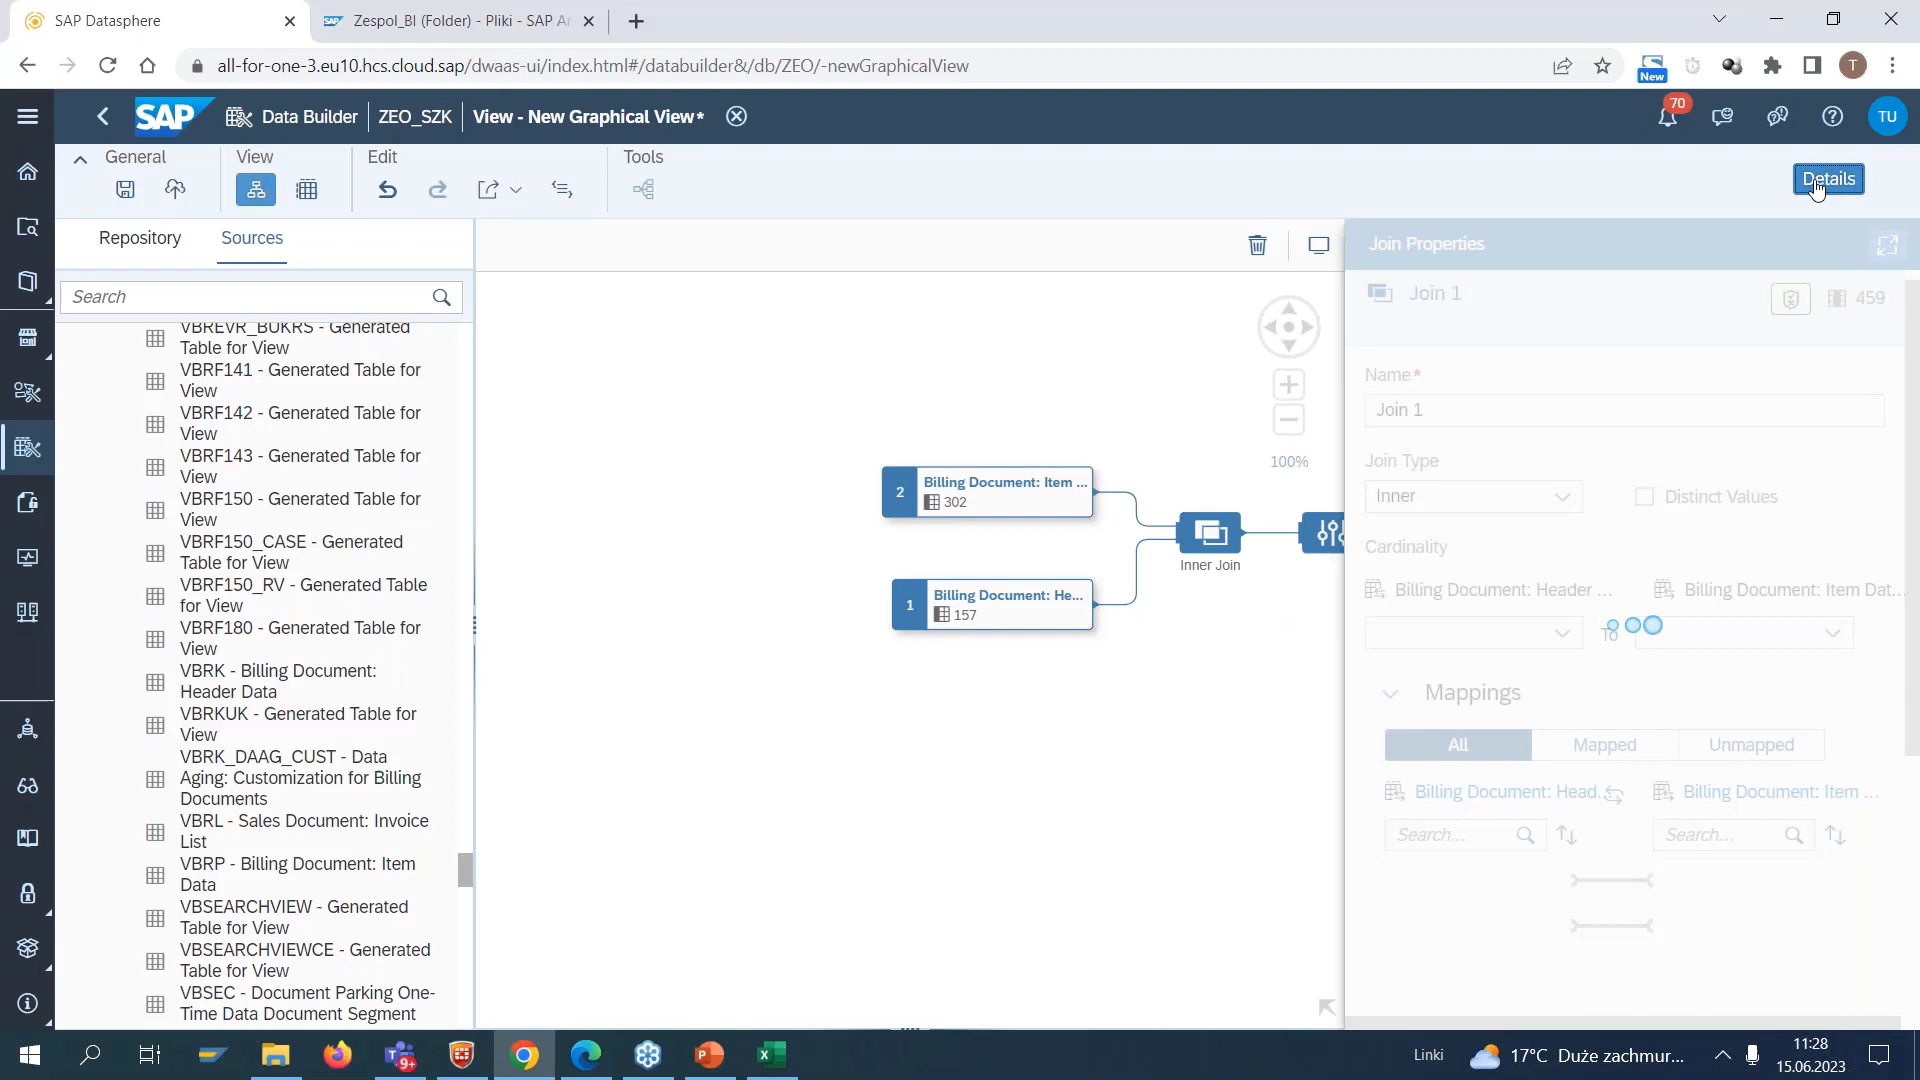 SAP Datasphere
Zespol_BI (Folder) - Pliki - SAP A
all-for-one-3.eu10.hcs.cloud.sap/dwaas-ui/index.html#/databuilder&/db/ZEO/-newGraphicalView
New
T
SAP
Data Builder
ZEO_SZK
View - New Graphical View*
70
TU
General
View
Edit
Tools
Details
Repository
Sources
Search
VBREVR_BUKRS - Generated
Table for View
VBRF141 - Generated Table for
View
VBRF142 - Generated Table for
View
VBRF143 - Generated Table for
View
VBRF150 - Generated Table for
View
VBRF150_CASE - Generated
Table for View
VBRF150_RV - Generated Table
for View
VBRF180 - Generated Table for
View
VBRK - Billing Document:
Header Data
VBRKUK - Generated Table for
View
VBRK_DAAG_CUST - Data
Aging: Customization for Billing
Documents
VBRL - Sales Document: Invoice
List
VBRP - Billing Document: Item
Data
VBSEARCHVIEW - Generated
Table for View
VBSEARCHVIEWCE - Generated
Table for View
VBSEC - Document Parking One-
Time Data Document Segment
100%
2
Billing Document: Item ...
302
1
Billing Document: He...
157
Inner Join
Join Properties
Join 1
459
Name*
Join 1
Join Type
Inner
Distinct Values
Cardinality
Billing Document: Header ...
Billing Document: Item Dat...
To
Mappings
All
Mapped
Unmapped
Billing Document: Head...
Billing Document: Item ...
Search...
Search...
9+
Linki
17°C Duże zachmur...
11:28
15.06.2023